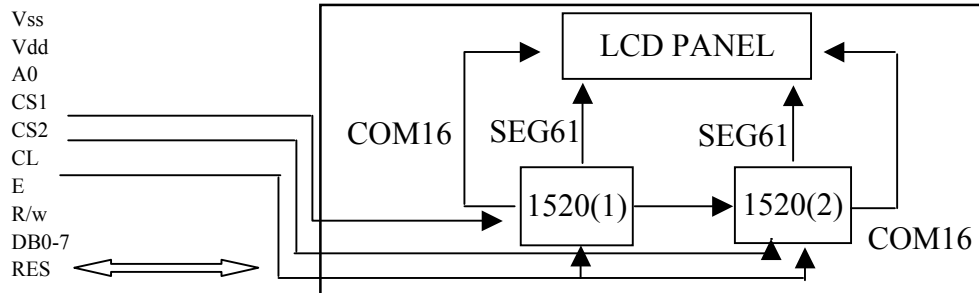 Vss
Vdd
A0
CS1
CS2
CL
E
R/w
DB0-7
RES
LCD PANEL
COM16
SEG61
SEG61
1520(1)
1520(2)
COM16